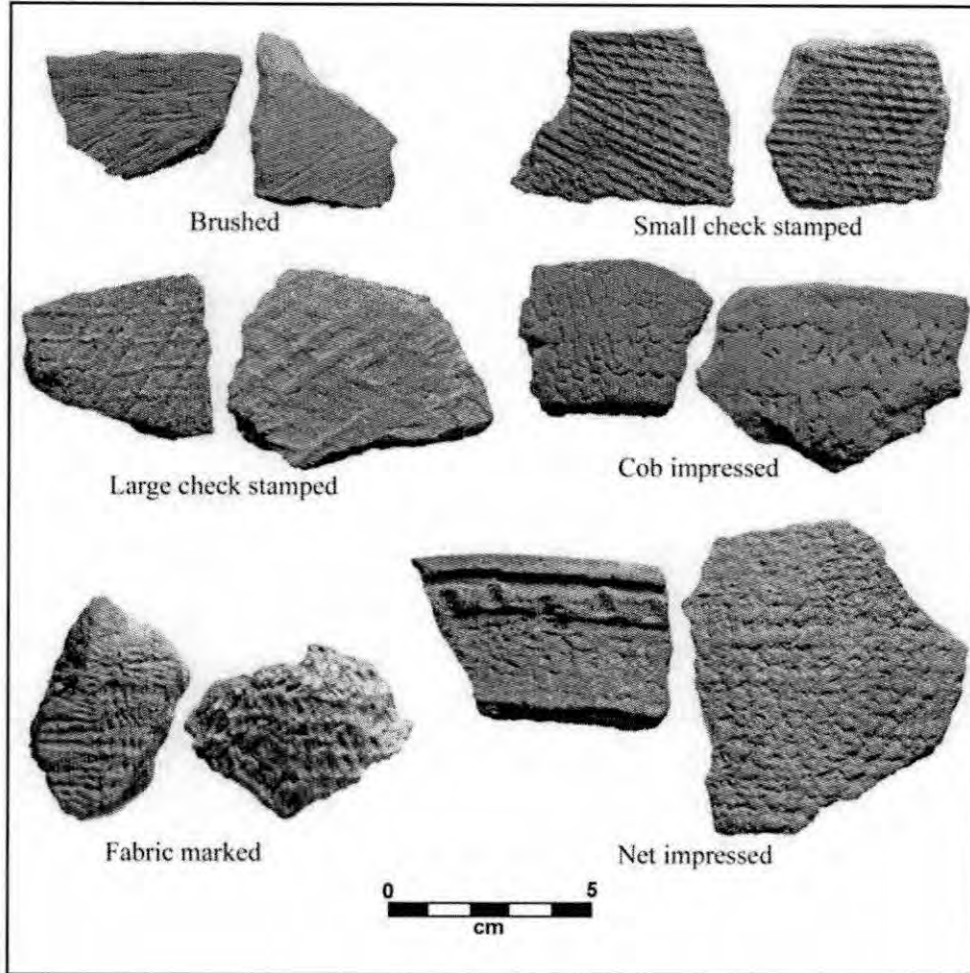 Brushed
Small check stamped
Large check stamped
Cob impressed
Fabric marked
Net impressed
0 5
cm